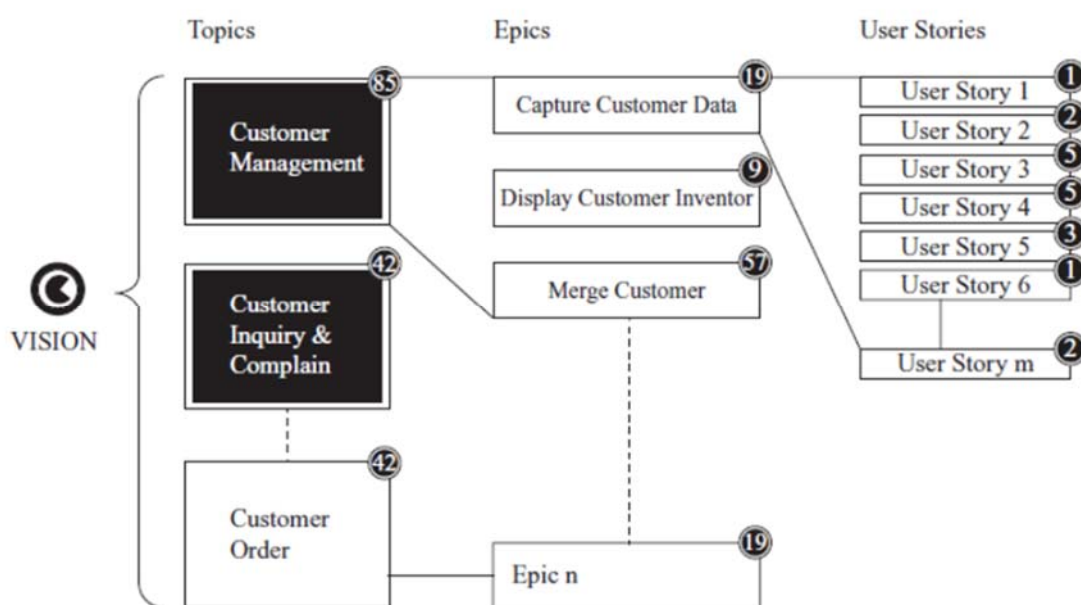 Topics
Epics
User Stories
VISION
85
Customer
Management
42
Customer
Inquiry &
Complain
42
Customer
Order
19
Capture Customer Data
9
Display Customer Inventor
57
Merge Customer
19
Epic n
1
User Story 1
2
User Story 2
5
User Story 3
5
User Story 4
3
User Story 5
1
User Story 6
2
User Story m